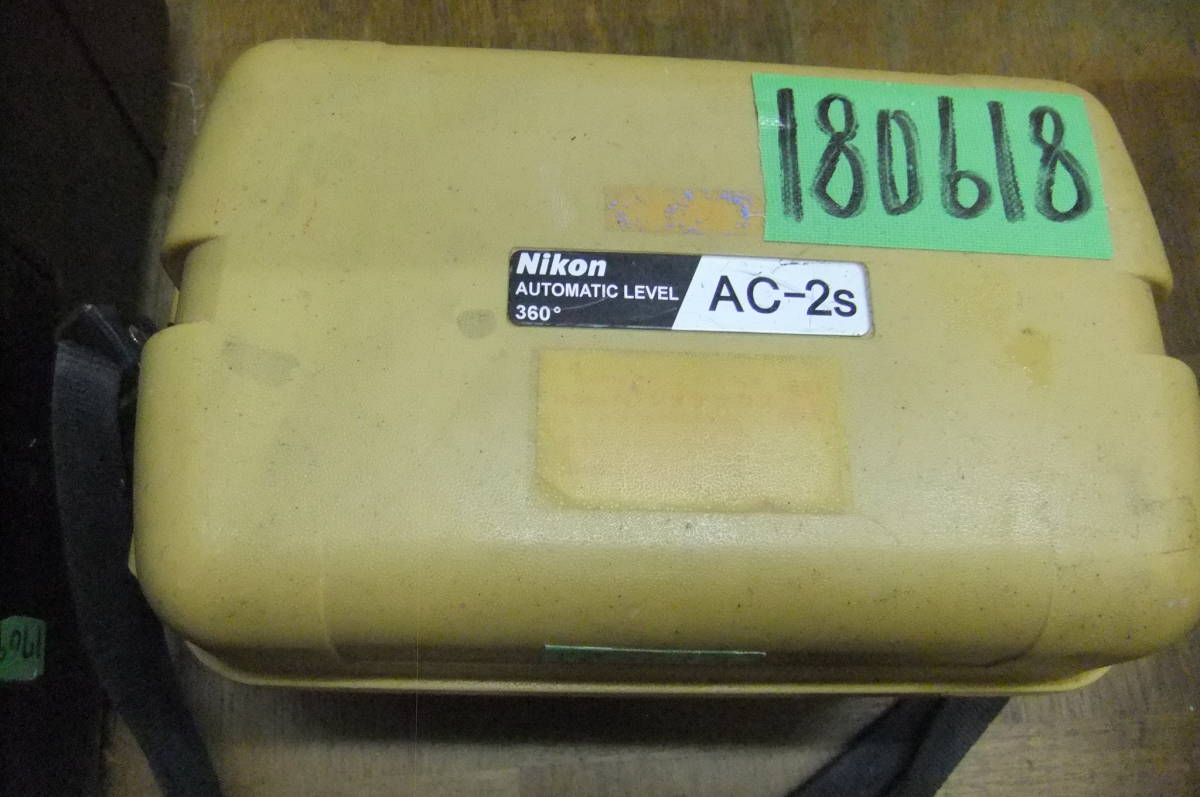 180618
Nikon
AUTOMATIC LEVEL
360°
AC-2s